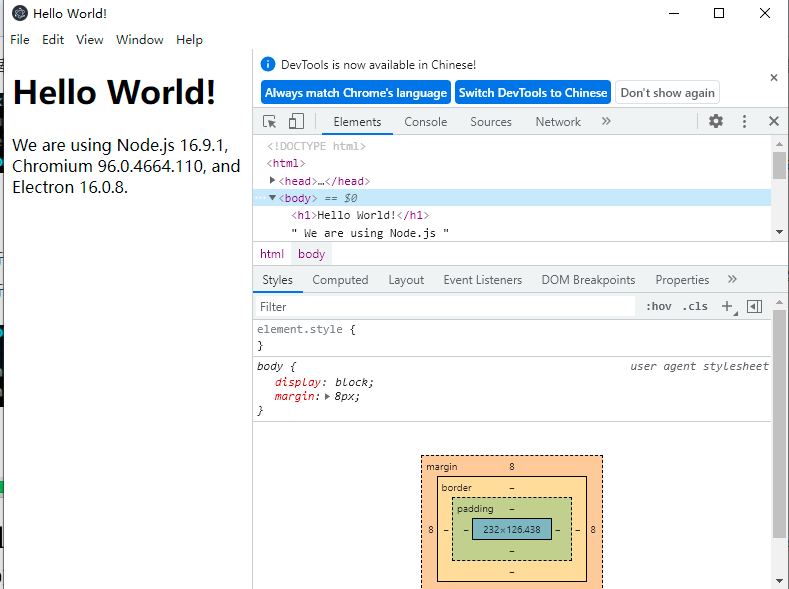 Hello World!
File Edit View Window Help
Hello World!
We are using Node.js 16.9.1,
Chromium 96.0.4664.110, and
Electron 16.0.8.
DevTools is now available in Chinese!
Always match Chrome's language Switch DevTools to Chinese Don't show again
Elements Console Sources Network »
<!DOCTYPE html>
<html>
<head>…</head>
<body> == $0
<h1>Hello World!</h1>
" We are using Node.js "
html body
Styles Computed Layout Event Listeners DOM Breakpoints Properties »
Filter :hov .cls +
element.style {
}
body { user agent stylesheet
display: block;
margin: 8px;
}
margin 8
border –
padding –
8 – – 232×126.438 – – 8
–
–